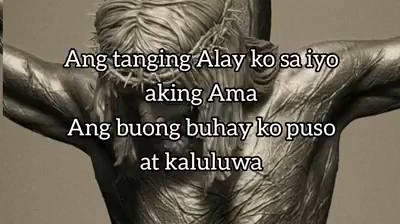 Ang tanging Alay ko sa iyo
aking Ama
Ang buong buhay ko puso
at kaluluwa